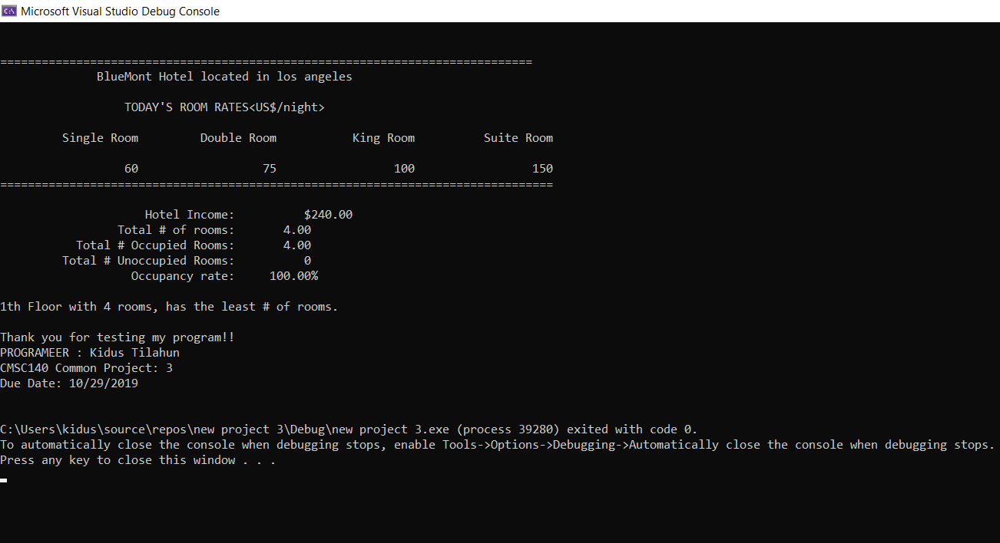 Microsoft Visual Studio Debug Console
=============================================================================
BlueMont Hotel located in los angeles
TODAY'S ROOM RATES<US$/night>
Single Room Double Room King Room Suite Room
60 75 100 150
================================================================================
Hotel Income: $240.00
Total # of rooms: 4.00
Total # Occupied Rooms: 4.00
Total # Unoccupied Rooms: 0
Occupancy rate: 100.00%
1th Floor with 4 rooms, has the least # of rooms.
Thank you for testing my program!!
PROGRAMEER : Kidus Tilahun
CMSC140 Common Project: 3
Due Date: 10/29/2019
C:\Users\kidus\source\repos\new project 3\Debug\new project 3.exe (process 39280) exited with code 0.
To automatically close the console when debugging stops, enable Tools->Options->Debugging->Automatically close the console when debugging stops.
Press any key to close this window . . .